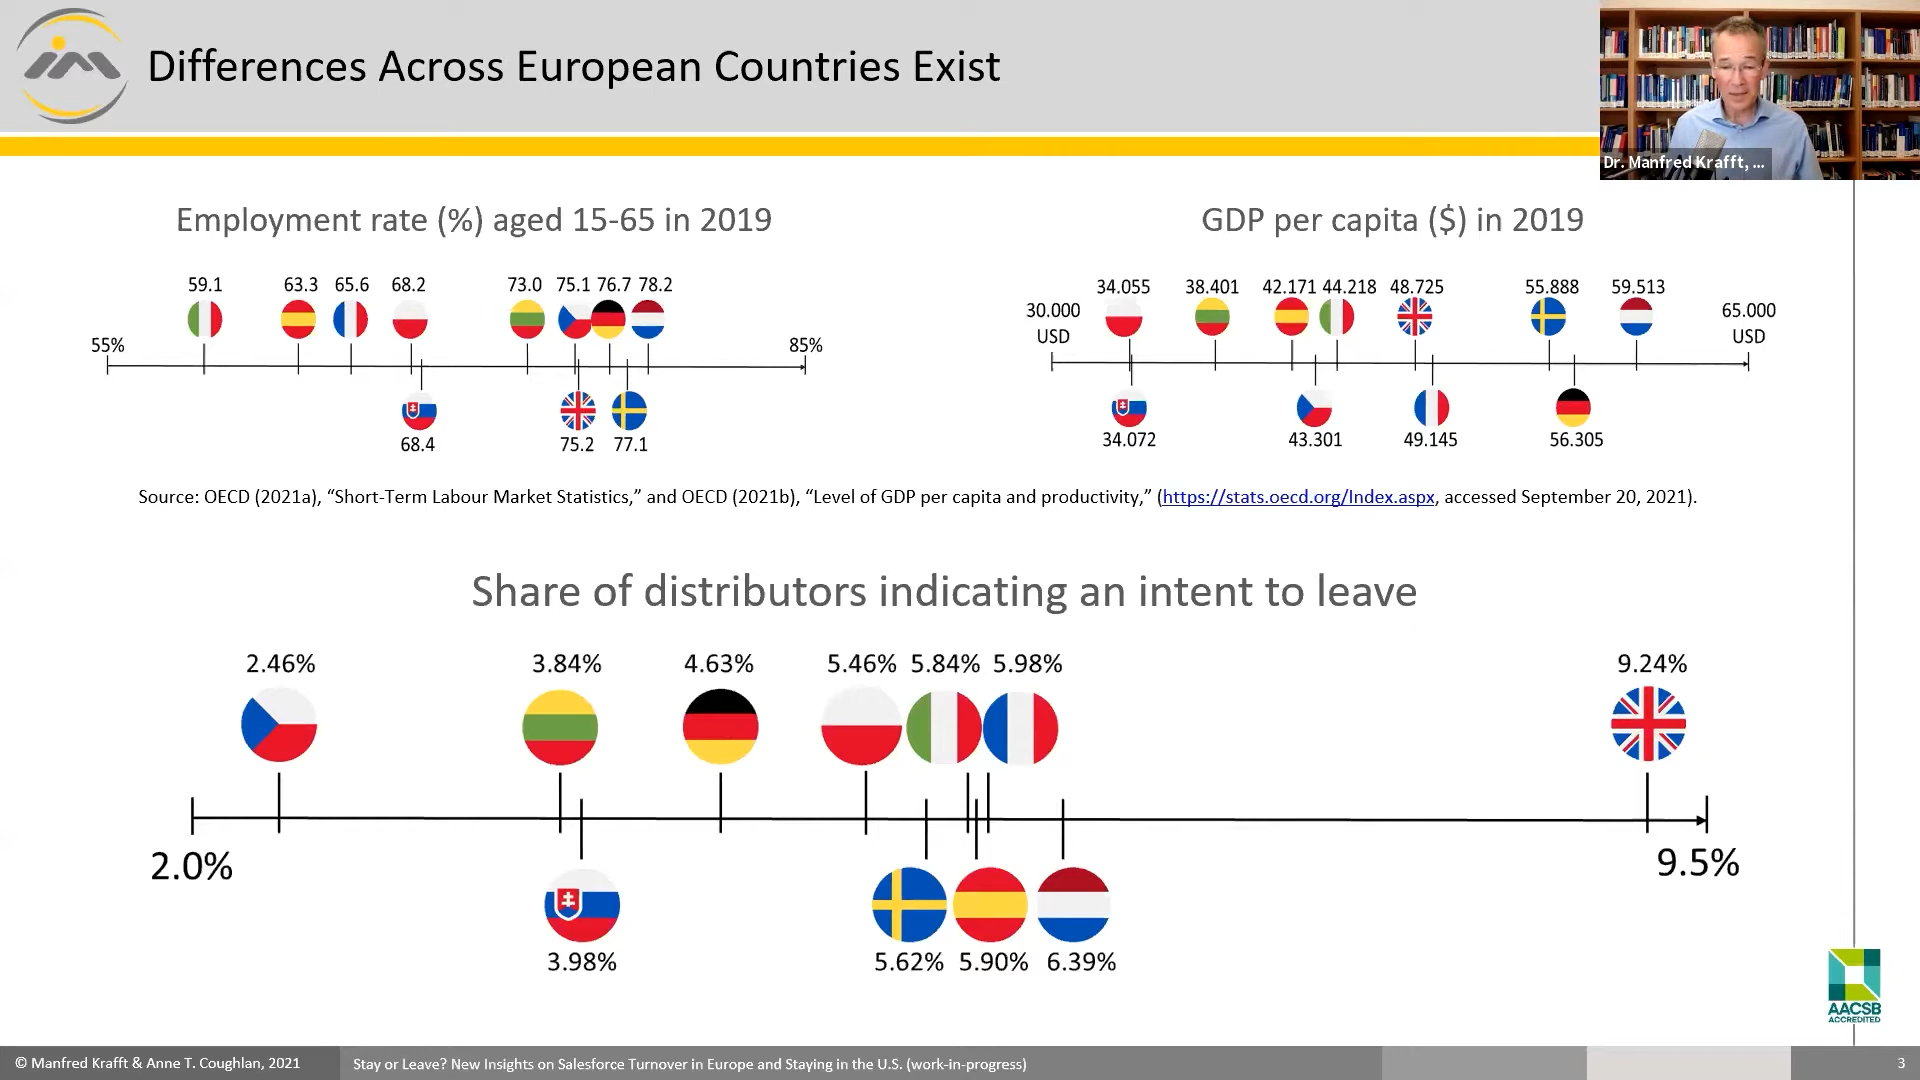 Differences Across European Countries Exist
Dr. Manfred Krafft, ...
Employment rate (%) aged 15-65 in 2019
59.1 63.3 65.6 68.2 73.0 75.1 76.7 78.2
55% 85%
68.4 75.2 77.1
GDP per capita ($) in 2019
34.055 38.401 42.171 44.218 48.725 55.888 59.513
30.000 65.000
USD USD
34.072 43.301 49.145 56.305
Source: OECD (2021a), “Short-Term Labour Market Statistics,” and OECD (2021b), “Level of GDP per capita and productivity,” (https://stats.oecd.org/Index.aspx, accessed September 20, 2021).
Share of distributors indicating an intent to leave
2.46% 3.84% 4.63% 5.46% 5.84% 5.98% 9.24%
2.0% 9.5%
3.98% 5.62% 5.90% 6.39%
AACSB
ACCREDITED
© Manfred Krafft & Anne T. Coughlan, 2021
Stay or Leave? New Insights on Salesforce Turnover in Europe and Staying in the U.S. (work-in-progress)
3